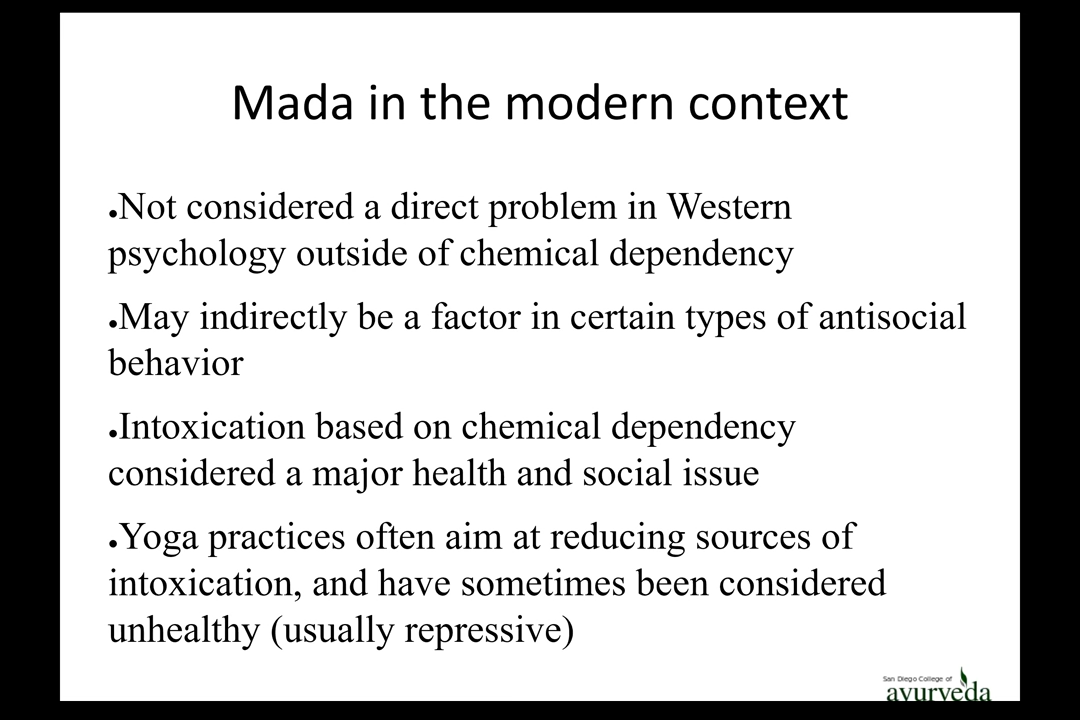 Mada in the modern context
●Not considered a direct problem in Western
psychology outside of chemical dependency
●May indirectly be a factor in certain types of antisocial
behavior
●Intoxication based on chemical dependency
considered a major health and social issue
●Yoga practices often aim at reducing sources of
intoxication, and have sometimes been considered
unhealthy (usually repressive)
San Diego College of
ayurveda